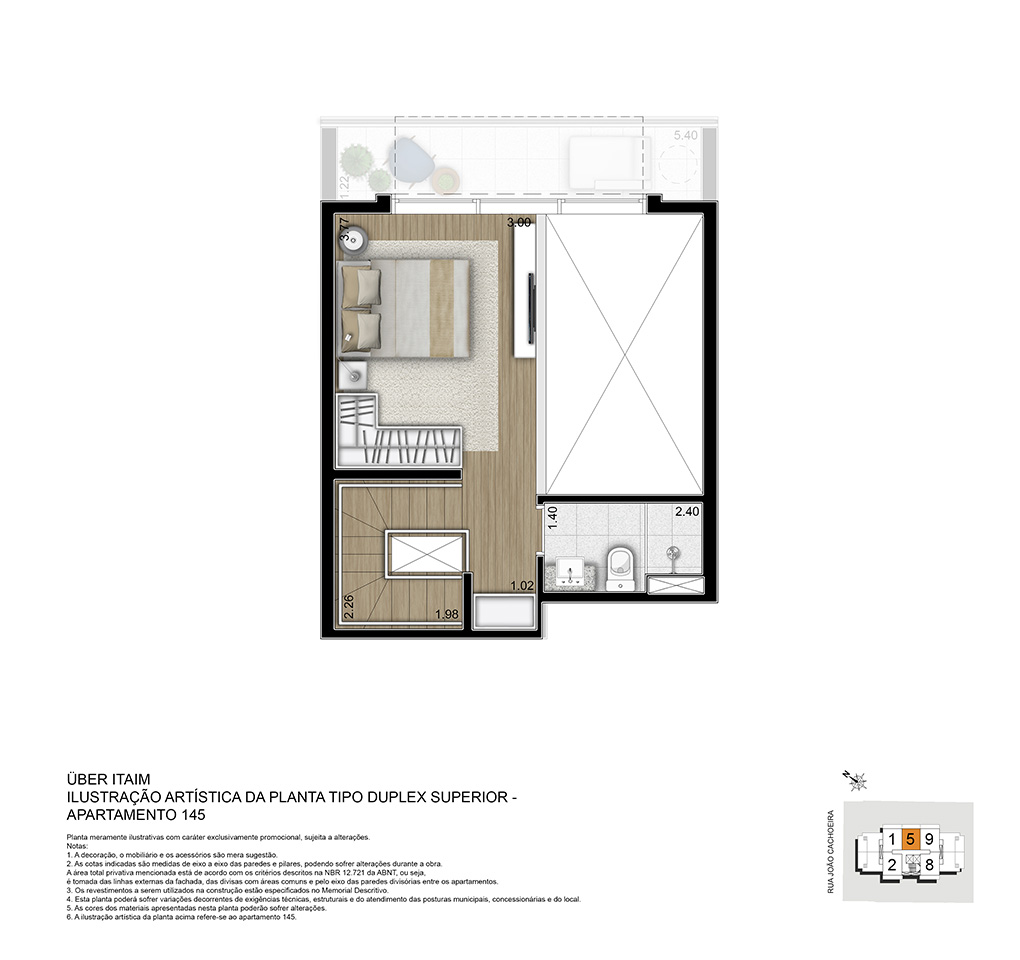 5.40
1.22
3.77
3.00
1.40
2.40
1.02
2.26
1.98
ÜBER ITAIM
ILUSTRAÇÃO ARTÍSTICA DA PLANTA TIPO DUPLEX SUPERIOR -
APARTAMENTO 145
Planta meramente ilustrativas com caráter exclusivamente promocional, sujeita a alterações.
Notas:
1. A decoração, o mobiliário e os acessórios são mera sugestão.
2. As cotas indicadas são medidas de eixo a eixo das paredes e pilares, podendo sofrer alterações durante a obra.
A área total privativa mencionada está de acordo com os critérios descritos na NBR 12.721 da ABNT, ou seja,
é tomada das linhas externas da fachada, das divisas com áreas comuns e pelo eixo das paredes divisórias entre os apartamentos.
3. Os revestimentos a serem utilizados na construção estão especificados no Memorial Descritivo.
4. Esta planta poderá sofrer variações decorrentes de exigências técnicas, estruturais e do atendimento das posturas municipais, concessionárias e do local.
5. As cores dos materiais apresentadas nesta planta poderão sofrer alterações.
6. A ilustração artística da planta acima refere-se ao apartamento 145.
N
RUA JOÃO CACHOEIRA
1 5 9
2 8